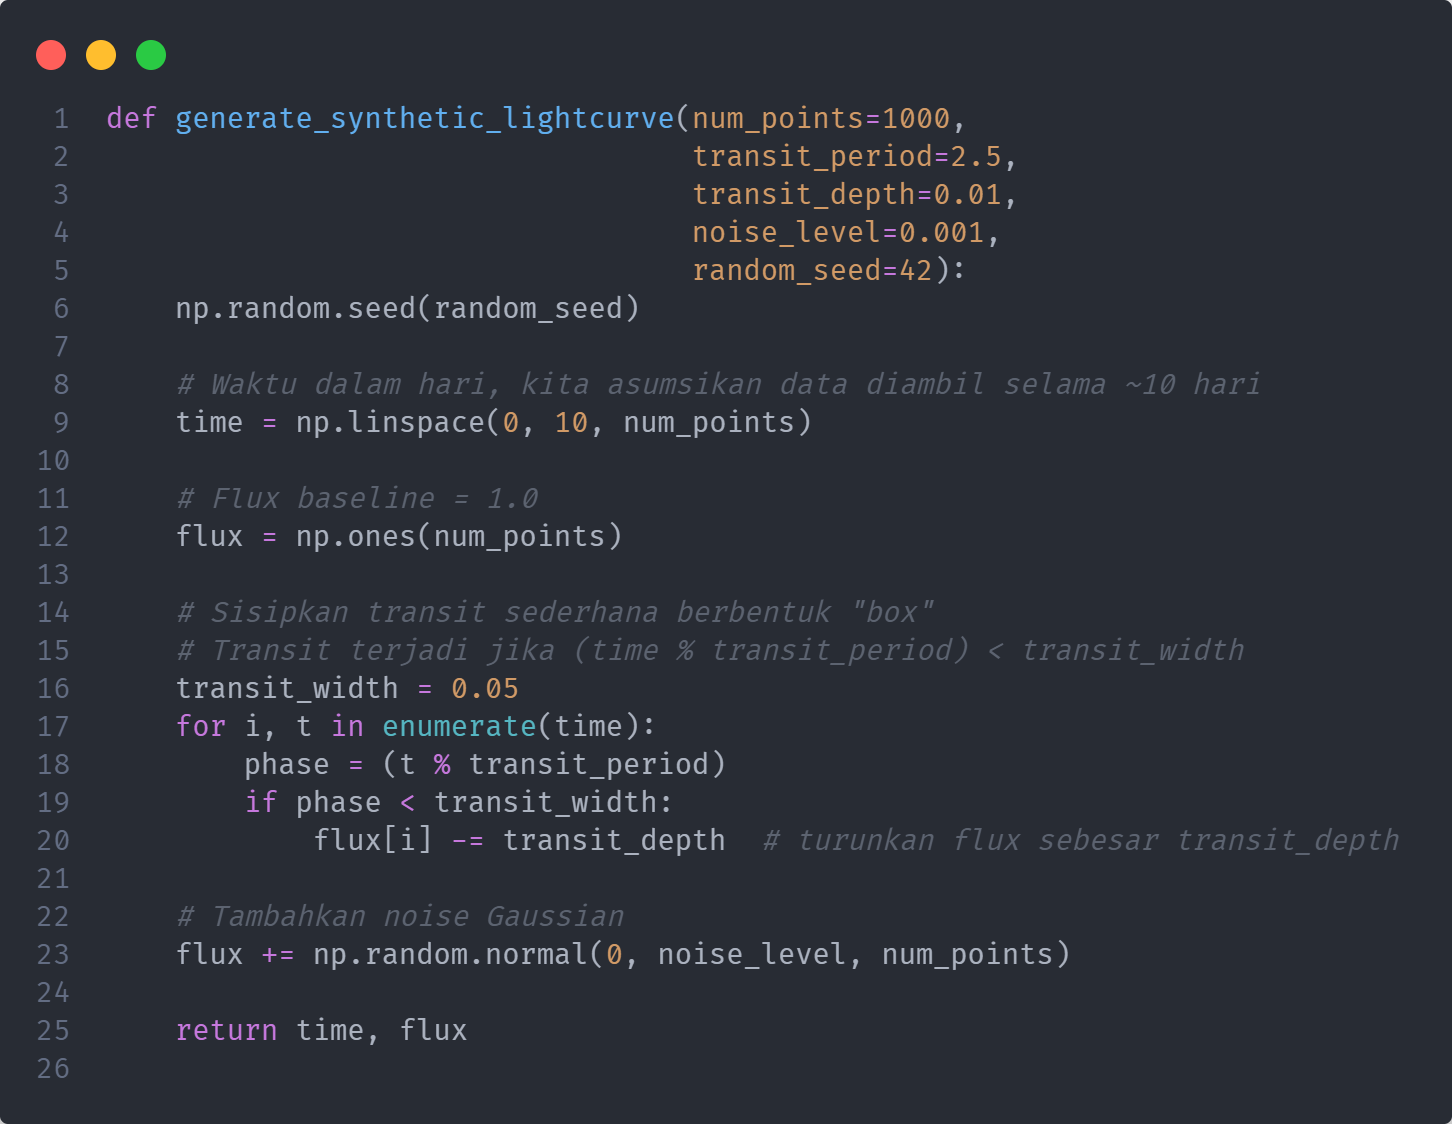 1 def generate_synthetic_lightcurve(num_points=1000,
2                                   transit_period=2.5,
3                                   transit_depth=0.01,
4                                   noise_level=0.001,
5                                   random_seed=42):
6     np.random.seed(random_seed)
7
8     # Waktu dalam hari, kita asumsikan data diambil selama ~10 hari
9     time = np.linspace(0, 10, num_points)
10
11     # Flux baseline = 1.0
12     flux = np.ones(num_points)
13
14     # Sisipkan transit sederhana berbentuk "box"
15     # Transit terjadi jika (time % transit_period) < transit_width
16     transit_width = 0.05
17     for i, t in enumerate(time):
18         phase = (t % transit_period)
19         if phase < transit_width:
20             flux[i] -= transit_depth  # turunkan flux sebesar transit_depth
21
22     # Tambahkan noise Gaussian
23     flux += np.random.normal(0, noise_level, num_points)
24
25     return time, flux
26